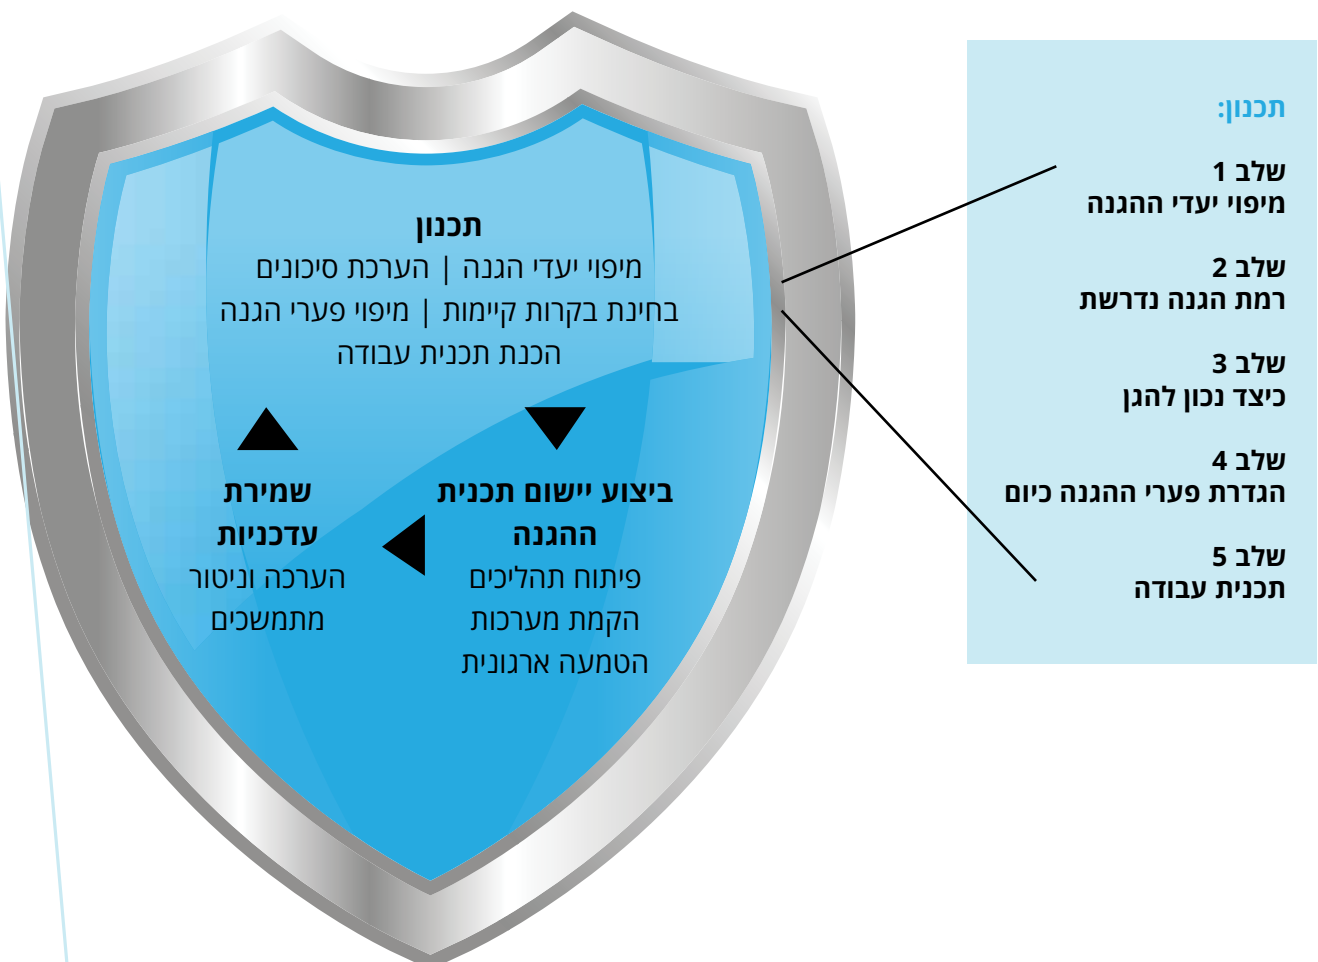 תכנון
מיפוי יעדי הגנה | הערכת סיכונים
בחינת בקרות קיימות | מיפוי פערי הגנה
הכנת תכנית עבודה
ביצוע יישום תכנית
ההגנה
פיתוח תהליכים
הקמת מערכות
הטמעה ארגונית
שמירת
עדכניות
הערכה וניטור
מתמשכים
תכנון:
שלב 1
מיפוי יעדי ההגנה
שלב 2
רמת הגנה נדרשת
שלב 3
כיצד נכון להגן
שלב 4
הגדרת פערי ההגנה כיום
שלב 5
תכנית עבודה